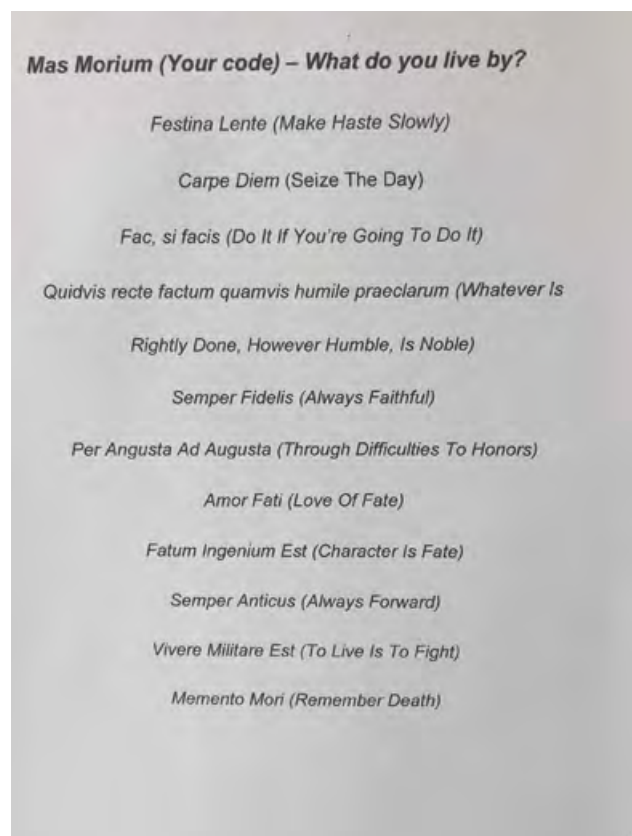 Mas Morium (Your code) – What do you live by?
Festina Lente (Make Haste Slowly)
Carpe Diem (Seize The Day)
Fac, si facis (Do It If You're Going To Do It)
Quidvis recte factum quamvis humile praeclarum (Whatever Is
Rightly Done, However Humble, Is Noble)
Semper Fidelis (Always Faithful)
Per Angusta Ad Augusta (Through Difficulties To Honors)
Amor Fati (Love Of Fate)
Fatum Ingenium Est (Character Is Fate)
Semper Anticus (Always Forward)
Vivere Militare Est (To Live Is To Fight)
Memento Mori (Remember Death)